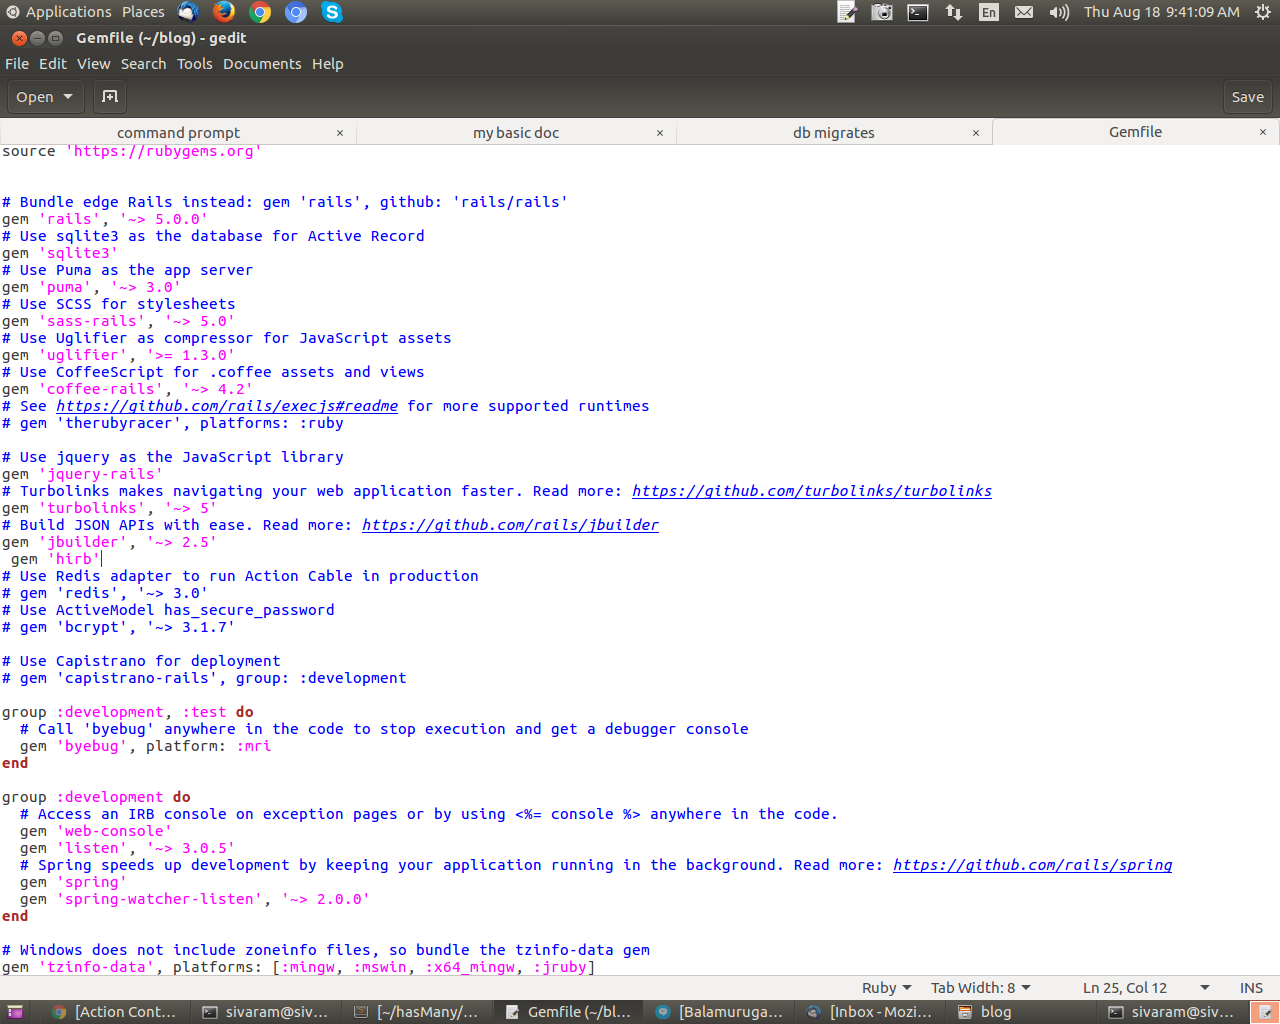 Applications Places En Thu Aug 18 9:41:09 AM
Gemfile (~/blog) - gedit
File Edit View Search Tools Documents Help
Open Save
command prompt × my basic doc × db migrates × Gemfile ×
source 'https://rubygems.org'
# Bundle edge Rails instead: gem 'rails', github: 'rails/rails'
gem 'rails', '~> 5.0.0'
# Use sqlite3 as the database for Active Record
gem 'sqlite3'
# Use Puma as the app server
gem 'puma', '~> 3.0'
# Use SCSS for stylesheets
gem 'sass-rails', '~> 5.0'
# Use Uglifier as compressor for JavaScript assets
gem 'uglifier', '>= 1.3.0'
# Use CoffeeScript for .coffee assets and views
gem 'coffee-rails', '~> 4.2'
# See https://github.com/rails/execjs#readme for more supported runtimes
# gem 'therubyracer', platforms: :ruby
# Use jquery as the JavaScript library
gem 'jquery-rails'
# Turbolinks makes navigating your web application faster. Read more: https://github.com/turbolinks/turbolinks
gem 'turbolinks', '~> 5'
# Build JSON APIs with ease. Read more: https://github.com/rails/jbuilder
gem 'jbuilder', '~> 2.5'
gem 'hirb'
# Use Redis adapter to run Action Cable in production
# gem 'redis', '~> 3.0'
# Use ActiveModel has_secure_password
# gem 'bcrypt', '~> 3.1.7'
# Use Capistrano for deployment
# gem 'capistrano-rails', group: :development
group :development, :test do
# Call 'byebug' anywhere in the code to stop execution and get a debugger console
gem 'byebug', platform: :mri
end
group :development do
# Access an IRB console on exception pages or by using <%= console %> anywhere in the code.
gem 'web-console'
gem 'listen', '~> 3.0.5'
# Spring speeds up development by keeping your application running in the background. Read more: https://github.com/rails/spring
gem 'spring'
gem 'spring-watcher-listen', '~> 2.0.0'
end
# Windows does not include zoneinfo files, so bundle the tzinfo-data gem
gem 'tzinfo-data', platforms: [:mingw, :mswin, :x64_mingw, :jruby]
Ruby Tab Width: 8 Ln 25, Col 12 INS
[Action Cont... sivaram@siv... [~/hasMany/... Gemfile (~/bl... [Balamuruga... [Inbox - Mozi... blog sivaram@siv...